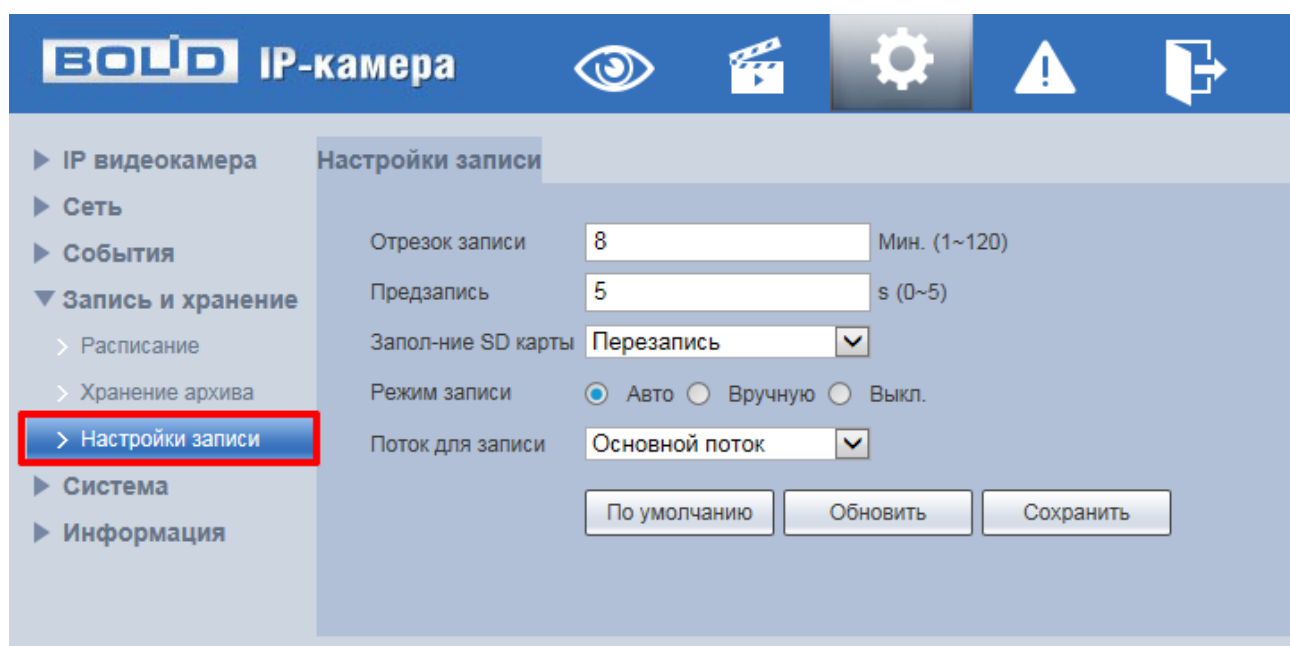 BOLID IP-камера
IP видеокамера
Сеть
События
Запись и хранение
Расписание
Хранение архива
Настройки записи
Система
Информация
Настройки записи
Отрезок записи 8 Мин. (1~120)
Предзапись 5 s (0~5)
Запол-ние SD карты Перезапись
Режим записи Авто Вручную Выкл.
Поток для записи Основной поток
По умолчанию Обновить Сохранить